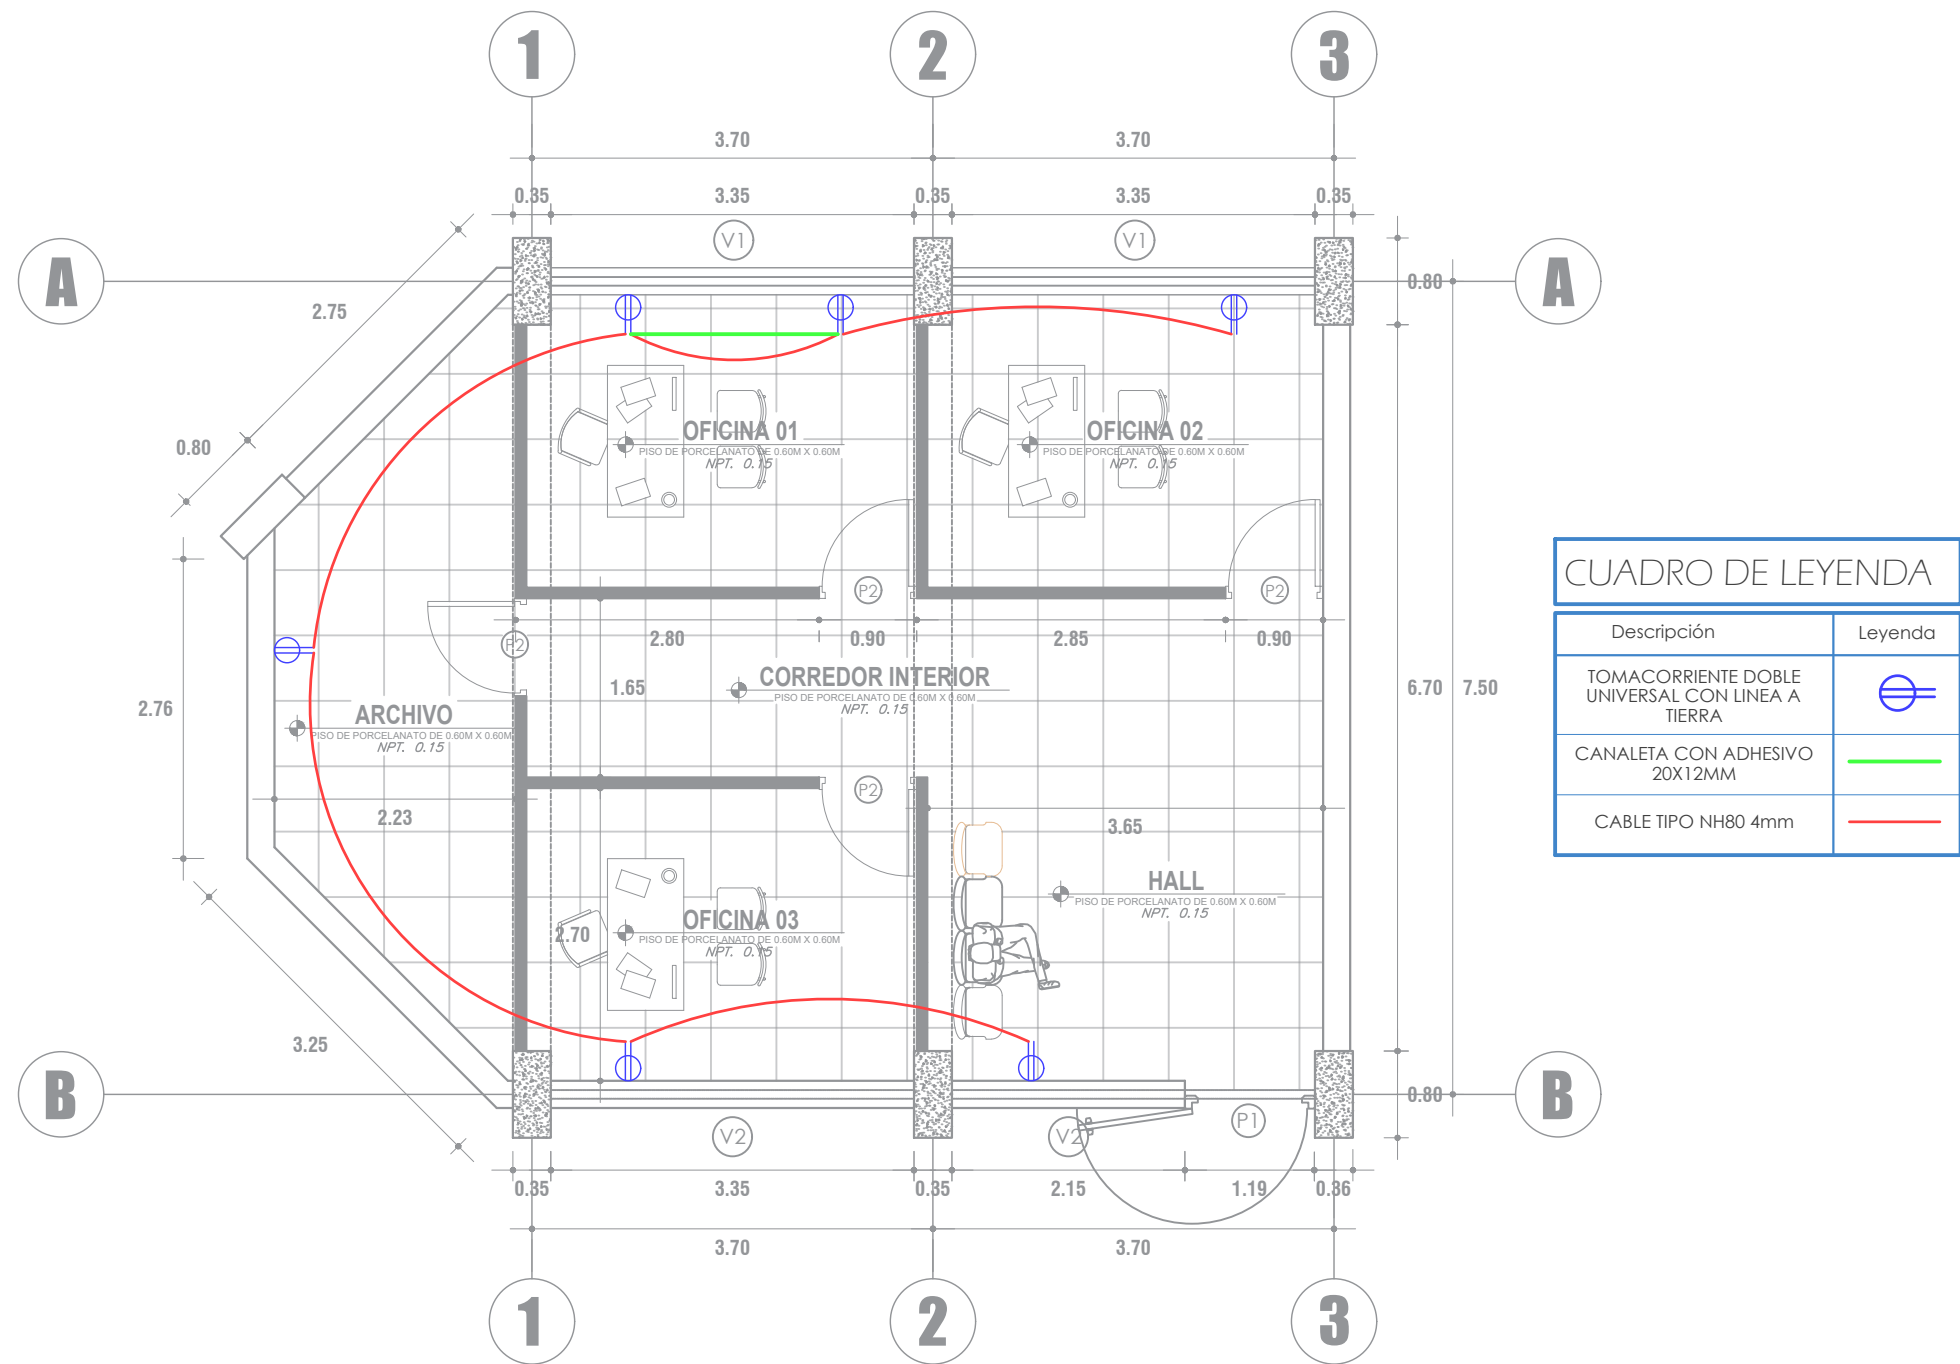 1 2 3
3.70 3.70
0.35 3.35 0.35 3.35 0.35
V1 V1
A A
0.80
2.75
0.80
OFICINA 01
PISO DE PORCELANATO DE 0.60M X 0.60M
NPT. 0.15
OFICINA 02
PISO DE PORCELANATO DE 0.60M X 0.60M
NPT. 0.15
P2 P2
P2
2.80 0.90 2.85 0.90
1.65
CORREDOR INTERIOR
PISO DE PORCELANATO DE 0.60M X 0.60M
NPT. 0.15
6.70 7.50
2.76
ARCHIVO
PISO DE PORCELANATO DE 0.60M X 0.60M
NPT. 0.15
P2
2.23
3.65
HALL
PISO DE PORCELANATO DE 0.60M X 0.60M
NPT. 0.15
OFICINA 03
PISO DE PORCELANATO DE 0.60M X 0.60M
NPT. 0.15
2.70
3.25
B B
0.80
V2 V2 P1
0.35 3.35 0.35 2.15 1.19 0.36
3.70 3.70
1 2 3
CUADRO DE LEYENDA
Descripción Leyenda
TOMACORRIENTE DOBLE
UNIVERSAL CON LINEA A
TIERRA
CANALETA CON ADHESIVO
20X12MM
CABLE TIPO NH80 4mm